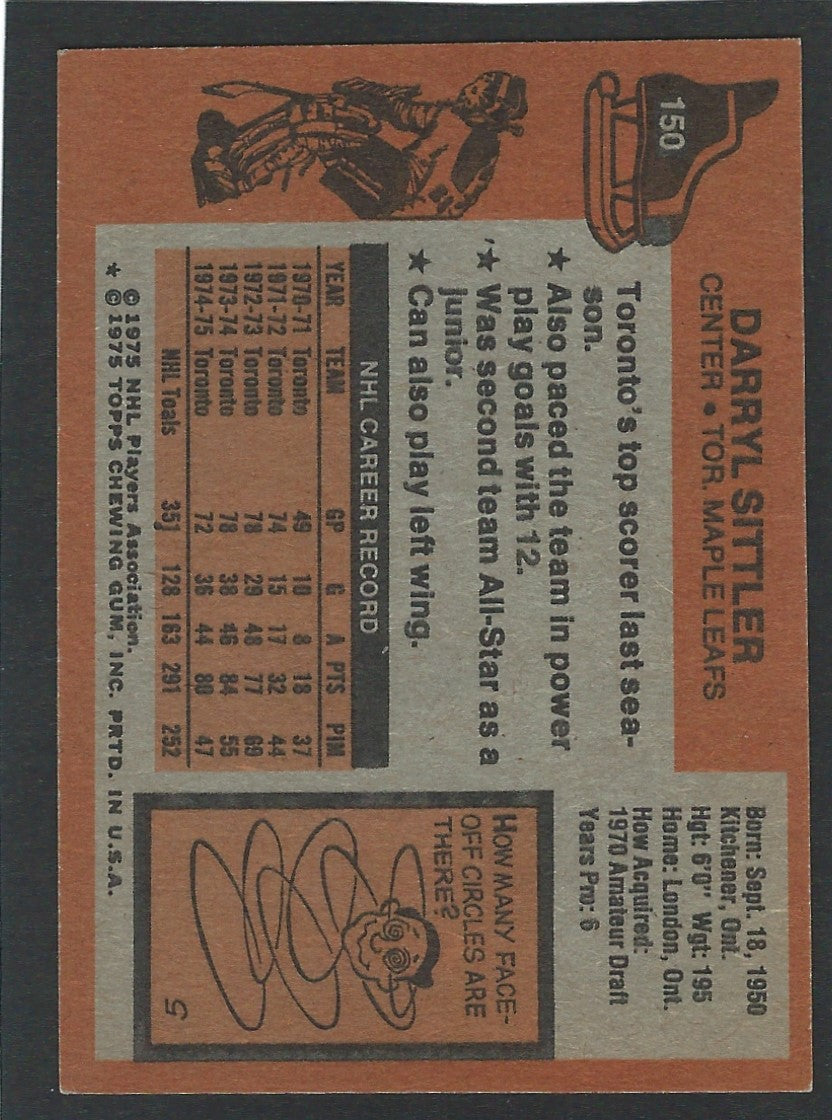 150
DARRYL SITTLER
CENTER • TOR. MAPLE LEAFS
Toronto's top scorer last sea-
son.
★ Also paced the team in power
play goals with 12.
'★ Was second team All-Star as a
junior.
★ Can also play left wing.
Born: Sept. 18, 1950
Kitchener, Ont.
Hgt: 6'0" Wgt: 195
Home: London, Ont.
How Acquired:
1970 Amateur Draft
Years Pro: 6
NHL CAREER RECORD
YEAR TEAM GP G A PTS PIM
1970-71 Toronto 49 10 8 18 37
1971-72 Toronto 74 15 17 32 44
1972-73 Toronto 78 29 48 77 69
1973-74 Toronto 78 38 46 84 55
1974-75 Toronto 72 36 44 80 47
NHL Toals 351 128 163 291 252
HOW MANY FACE-
OFF CIRCLES ARE
THERE?
5
©1975 NHL Players Association.
★ ©1975 TOPPS CHEWING GUM, INC. PRTD. IN U.S.A.